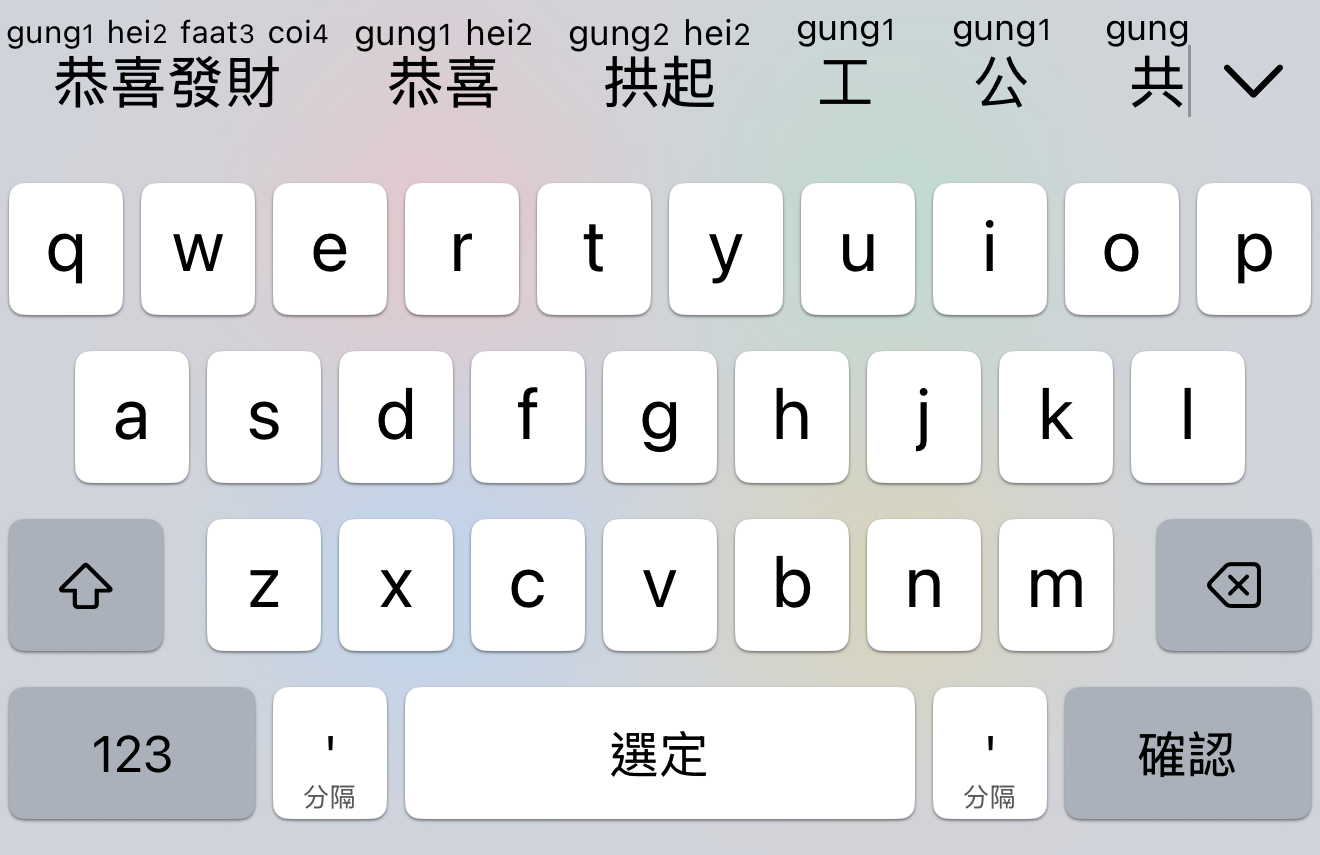 gung1 hei2 faat3 coi4 gung1 hei2 gung2 hei2 gung1 gung1 gung
恭喜發財 恭喜 拱起 工 公 共
q w e r t y u i o p
a s d f g h j k l
z x c v b n m
123 ' 選定 ' 確認
分隔 分隔